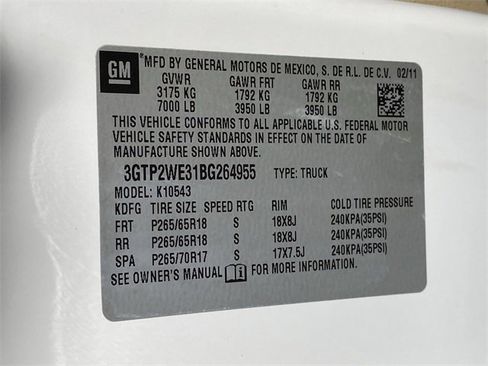 GM
*MFD BY GENERAL MOTORS DE MEXICO, S. DE R.L. DE C.V. 02/11
GVWR GAWR FRT GAWR RR
3175 KG 1792 KG 1792 KG
7000 LB 3950 LB 3950 LB
THIS VEHICLE CONFORMS TO ALL APPLICABLE U.S. FEDERAL MOTOR
VEHICLE SAFETY STANDARDS IN EFFECT ON THE DATE OF
MANUFACTURE SHOWN ABOVE.
3GTP2WE31BG264955 TYPE: TRUCK
MODEL: K10543
KDFG TIRE SIZE SPEED RTG RIM COLD TIRE PRESSURE
FRT P265/65R18 S 18X8J 240KPA(35PSI)
RR P265/65R18 S 18X8J 240KPA(35PSI)
SPA P265/70R17 S 17X7.5J 240KPA(35PSI)
SEE OWNER'S MANUAL FOR MORE INFORMATION.